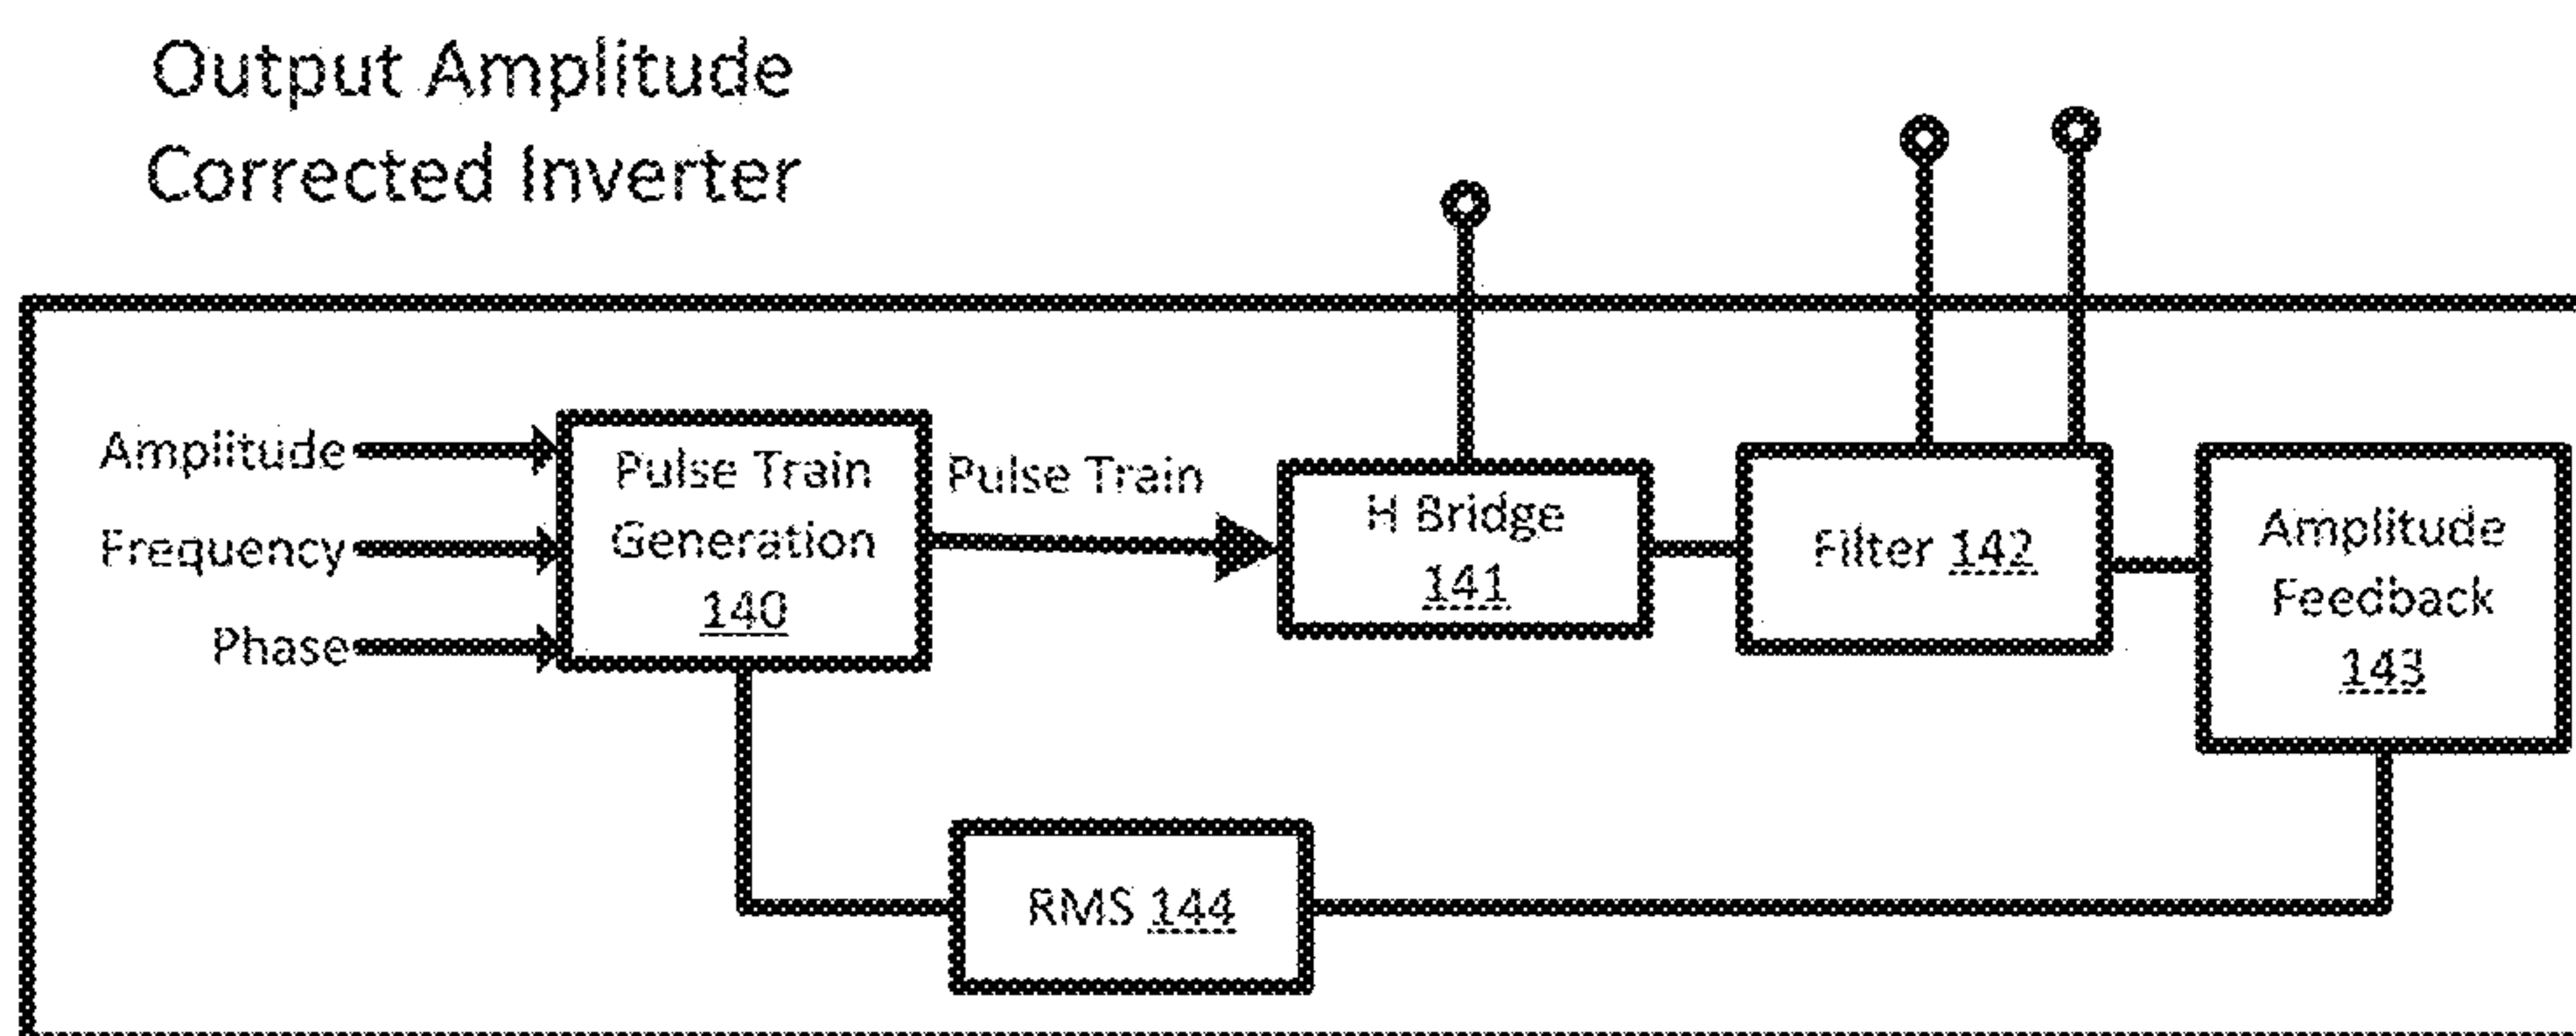 Output Amplitude
Corrected Inverter
Amplitude
Frequency
Phase
Pulse Train
Generation
140
Pulse Train
H Bridge
141
Filter 142
Amplitude
Feedback
143
RMS 144